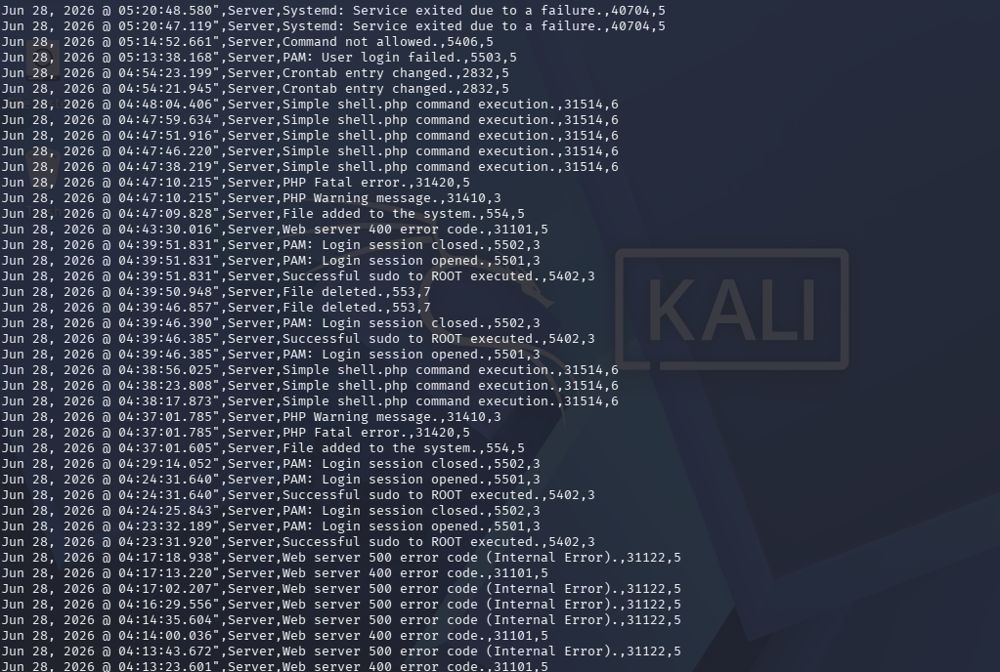 Jun 28, 2026 @ 05:20:48.580",Server,Systemd: Service exited due to a failure.,40704,5
Jun 28, 2026 @ 05:20:47.119",Server,Systemd: Service exited due to a failure.,40704,5
Jun 28, 2026 @ 05:14:52.661",Server,Command not allowed.,5406,5
Jun 28, 2026 @ 05:13:38.168",Server,PAM: User login failed.,5503,5
Jun 28, 2026 @ 04:54:23.199",Server,Crontab entry changed.,2832,5
Jun 28, 2026 @ 04:54:21.945",Server,Crontab entry changed.,2832,5
Jun 28, 2026 @ 04:48:04.406",Server,Simple shell.php command execution.,31514,6
Jun 28, 2026 @ 04:47:59.634",Server,Simple shell.php command execution.,31514,6
Jun 28, 2026 @ 04:47:51.916",Server,Simple shell.php command execution.,31514,6
Jun 28, 2026 @ 04:47:46.220",Server,Simple shell.php command execution.,31514,6
Jun 28, 2026 @ 04:47:38.219",Server,Simple shell.php command execution.,31514,6
Jun 28, 2026 @ 04:47:10.215",Server,PHP Fatal error.,31420,5
Jun 28, 2026 @ 04:47:10.215",Server,PHP Warning message.,31410,3
Jun 28, 2026 @ 04:47:09.828",Server,File added to the system.,554,5
Jun 28, 2026 @ 04:43:30.016",Server,Web server 400 error code.,31101,5
Jun 28, 2026 @ 04:39:51.831",Server,PAM: Login session closed.,5502,3
Jun 28, 2026 @ 04:39:51.831",Server,PAM: Login session opened.,5501,3
Jun 28, 2026 @ 04:39:51.831",Server,Successful sudo to ROOT executed.,5402,3
Jun 28, 2026 @ 04:39:50.948",Server,File deleted.,553,7
Jun 28, 2026 @ 04:39:46.857",Server,File deleted.,553,7
Jun 28, 2026 @ 04:39:46.390",Server,PAM: Login session closed.,5502,3
Jun 28, 2026 @ 04:39:46.385",Server,Successful sudo to ROOT executed.,5402,3
Jun 28, 2026 @ 04:39:46.385",Server,PAM: Login session opened.,5501,3
Jun 28, 2026 @ 04:38:56.025",Server,Simple shell.php command execution.,31514,6
Jun 28, 2026 @ 04:38:23.808",Server,Simple shell.php command execution.,31514,6
Jun 28, 2026 @ 04:38:17.873",Server,Simple shell.php command execution.,31514,6
Jun 28, 2026 @ 04:37:01.785",Server,PHP Warning message.,31410,3
Jun 28, 2026 @ 04:37:01.785",Server,PHP Fatal error.,31420,5
Jun 28, 2026 @ 04:37:01.605",Server,File added to the system.,554,5
Jun 28, 2026 @ 04:29:14.052",Server,PAM: Login session closed.,5502,3
Jun 28, 2026 @ 04:24:31.640",Server,PAM: Login session opened.,5501,3
Jun 28, 2026 @ 04:24:31.640",Server,Successful sudo to ROOT executed.,5402,3
Jun 28, 2026 @ 04:24:25.843",Server,PAM: Login session closed.,5502,3
Jun 28, 2026 @ 04:23:32.189",Server,PAM: Login session opened.,5501,3
Jun 28, 2026 @ 04:23:31.920",Server,Successful sudo to ROOT executed.,5402,3
Jun 28, 2026 @ 04:17:18.938",Server,Web server 500 error code (Internal Error).,31122,5
Jun 28, 2026 @ 04:17:13.220",Server,Web server 400 error code.,31101,5
Jun 28, 2026 @ 04:17:02.207",Server,Web server 500 error code (Internal Error).,31122,5
Jun 28, 2026 @ 04:16:29.556",Server,Web server 500 error code (Internal Error).,31122,5
Jun 28, 2026 @ 04:14:35.604",Server,Web server 500 error code (Internal Error).,31122,5
Jun 28, 2026 @ 04:14:00.036",Server,Web server 400 error code.,31101,5
Jun 28, 2026 @ 04:13:43.672",Server,Web server 500 error code (Internal Error).,31122,5
Jun 28, 2026 @ 04:13:23.601",Server,Web server 400 error code.,31101,5
KALI